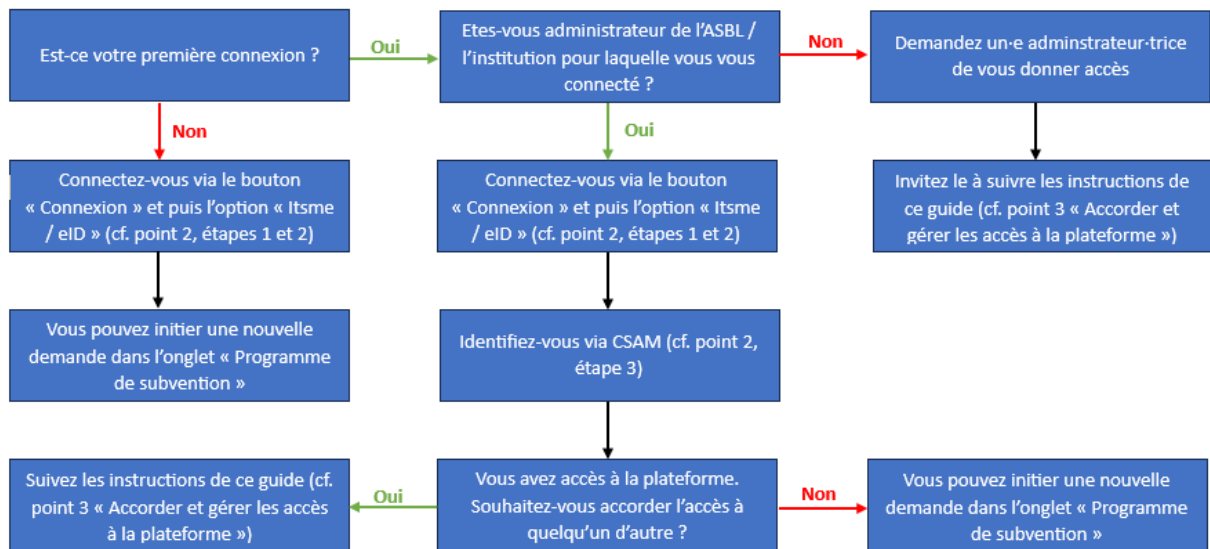 Est-ce votre première connexion ?
Oui
Etes-vous administrateur de l'ASBL /
l'institution pour laquelle vous vous
connecté ?
Non
Demandez un·e adminstrateur·trice
de vous donner accès
Non
Oui
Connectez-vous via le bouton
« Connexion » et puis l'option « Itsme
/ eID » (cf. point 2, étapes 1 et 2)
Connectez-vous via le bouton
« Connexion » et puis l'option « Itsme
/ eID » (cf. point 2, étapes 1 et 2)
Invitez le à suivre les instructions de
ce guide (cf. point 3 « Accorder et
gérer les accès à la plateforme »)
Vous pouvez initier une nouvelle
demande dans l'onglet « Programme
de subvention »
Identifiez-vous via CSAM (cf. point 2,
étape 3)
Suivez les instructions de ce guide (cf.
point 3 « Accorder et gérer les accès
à la plateforme »)
Oui
Vous avez accès à la plateforme.
Souhaitez-vous accorder l'accès à
quelqu'un d'autre ?
Non
Vous pouvez initier une nouvelle
demande dans l'onglet « Programme
de subvention »